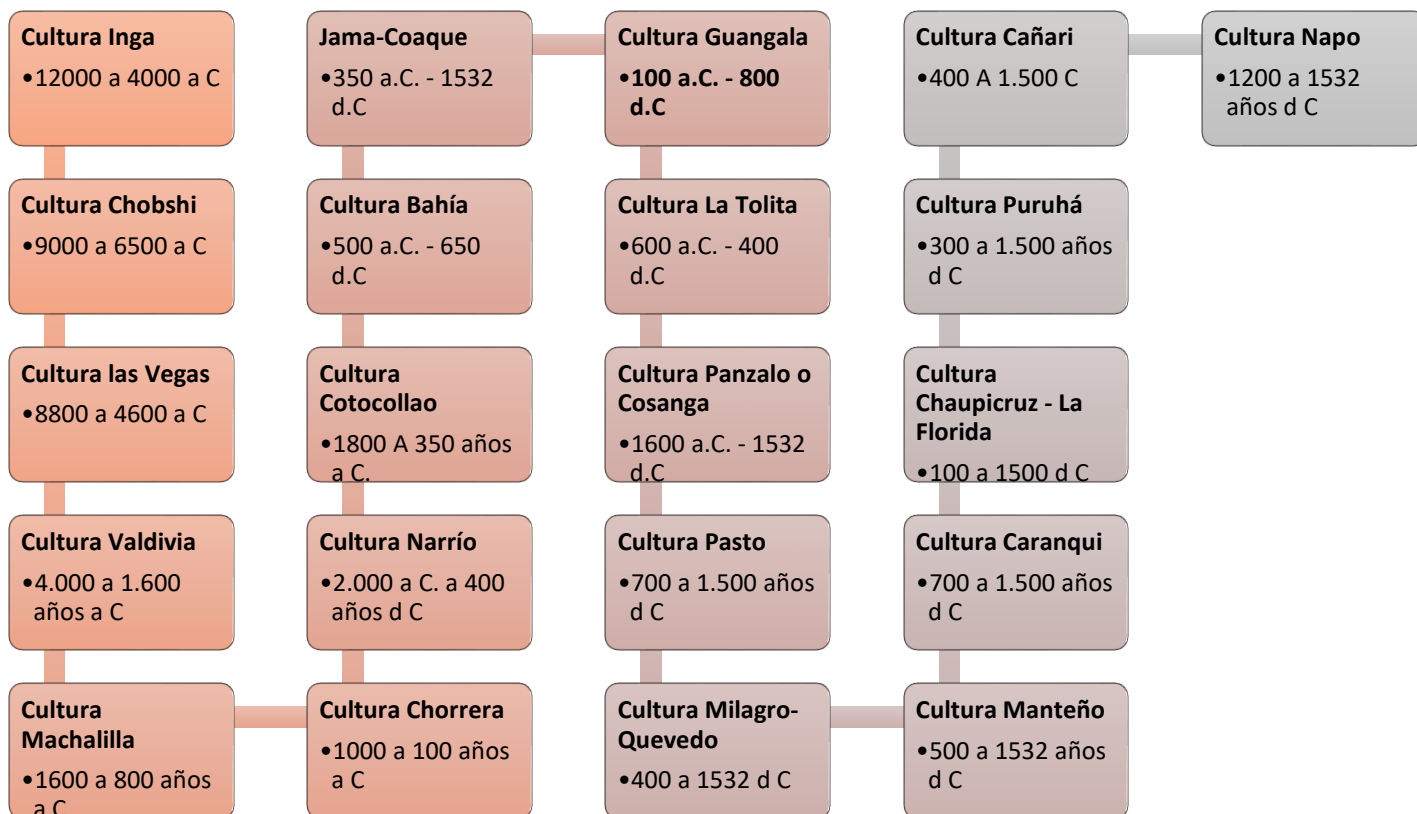 Cultura Inga
•12000 a 4000 a C
Cultura Chobshi
•9000 a 6500 a C
Cultura las Vegas
•8800 a 4600 a C
Cultura Valdivia
•4.000 a 1.600
años a C
Cultura
Machalilla
•1600 a 800 años
a C
Cultura Chorrera
•1000 a 100 años
a C
Cultura Narrío
•2.000 a C. a 400
años d C
Cultura
Cotocollao
•1800 A 350 años
a C.
Cultura Bahía
•500 a.C. - 650
d.C
Jama-Coaque
•350 a.C. - 1532
d.C
Cultura Guangala
•100 a.C. - 800
d.C
Cultura La Tolita
•600 a.C. - 400
d.C
Cultura Panzalo o
Cosanga
•1600 a.C. - 1532
d.C
Cultura Pasto
•700 a 1.500 años
d C
Cultura Milagro-
Quevedo
•400 a 1532 d C
Cultura Manteño
•500 a 1532 años
d C
Cultura Caranqui
•700 a 1.500 años
d C
Cultura
Chaupicruz - La
Florida
•100 a 1500 d C
Cultura Puruhá
•300 a 1.500 años
d C
Cultura Cañari
•400 A 1.500 C
Cultura Napo
•1200 a 1532
años d C